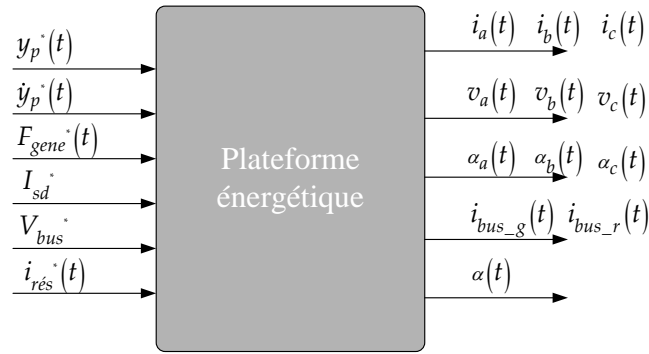 y_p*(t)
ẏ_p*(t)
F_gene*(t)
I_sd*
V_bus*
i_rés*(t)
Plateforme
énergétique
i_a(t) i_b(t) i_c(t)
v_a(t) v_b(t) v_c(t)
α_a(t) α_b(t) α_c(t)
i_bus_g(t) i_bus_r(t)
α(t)